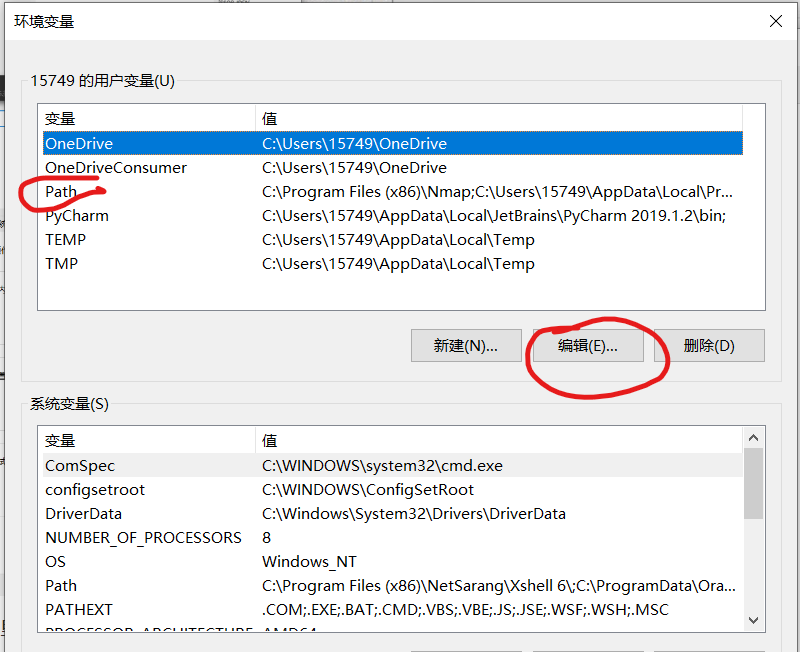 环境变量
15749 的用户变量(U)
变量 值
OneDrive C:\Users\15749\OneDrive
OneDriveConsumer C:\Users\15749\OneDrive
Path C:\Program Files (x86)\Nmap;C:\Users\15749\AppData\Local\Pr...
PyCharm C:\Users\15749\AppData\Local\JetBrains\PyCharm 2019.1.2\bin;
TEMP C:\Users\15749\AppData\Local\Temp
TMP C:\Users\15749\AppData\Local\Temp
新建(N)... 编辑(E)... 删除(D)
系统变量(S)
变量 值
ComSpec C:\WINDOWS\system32\cmd.exe
configsetroot C:\WINDOWS\ConfigSetRoot
DriverData C:\Windows\System32\Drivers\DriverData
NUMBER_OF_PROCESSORS 8
OS Windows_NT
Path C:\Program Files (x86)\NetSarang\Xshell 6\;C:\ProgramData\Ora...
PATHEXT .COM;.EXE;.BAT;.CMD;.VBS;.VBE;.JS;.JSE;.WSF;.WSH;.MSC
PROCESSOR_ARCHITECTURE AMD64